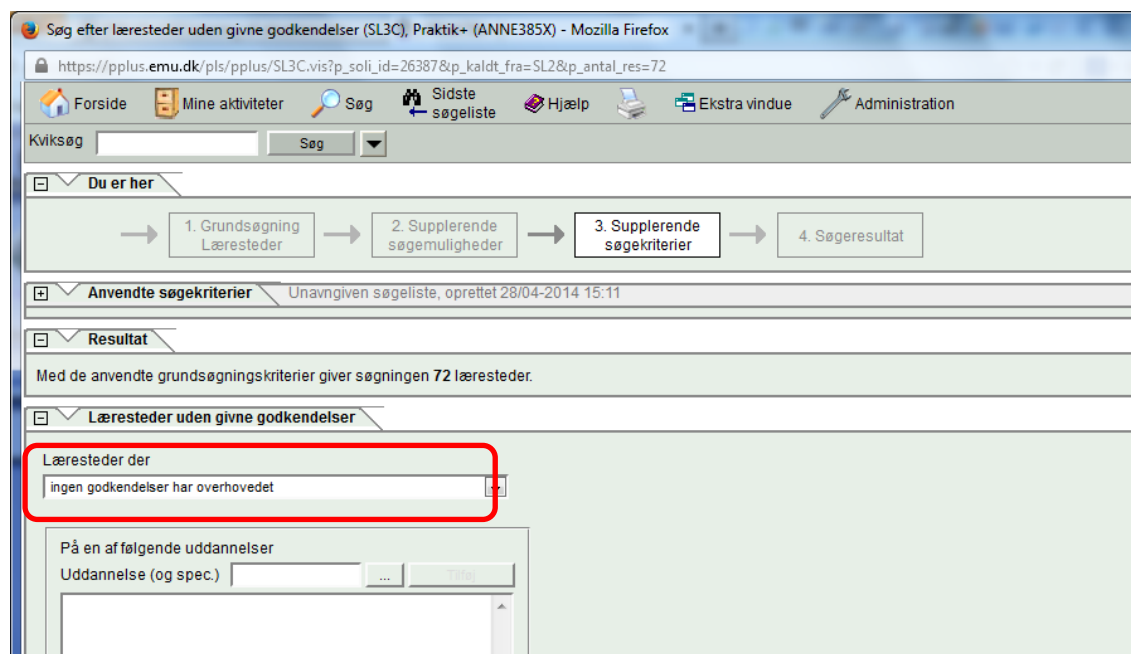 Søg efter læresteder uden givne godkendelser (SL3C), Praktik+ (ANNE385X) - Mozilla Firefox
https://pplus.emu.dk/pls/pplus/SL3C.vis?p_soli_id=26387&p_kaldt_fra=SL2&p_antal_res=72
Forside Mine aktiviteter Søg Sidste søgeliste Hjælp Ekstra vindue Administration
Kviksøg Søg
Du er her
1. Grundsøgning Læresteder 2. Supplerende søgemuligheder 3. Supplerende søgekriterier 4. Søgeresultat
Anvendte søgekriterier Unavngiven søgeliste, oprettet 28/04-2014 15:11
Resultat
Med de anvendte grundsøgningskriterier giver søgningen 72 læresteder.
Læresteder uden givne godkendelser
Læresteder der
ingen godkendelser har overhovedet
På en af følgende uddannelser
Uddannelse (og spec.) ... Tilføj